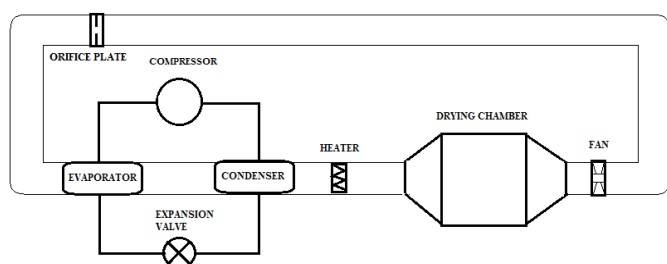 ORIFICE PLATE
COMPRESSOR
DRYING CHAMBER
HEATER
FAN
EVAPORATOR
CONDENSER
EXPANSION
VALVE